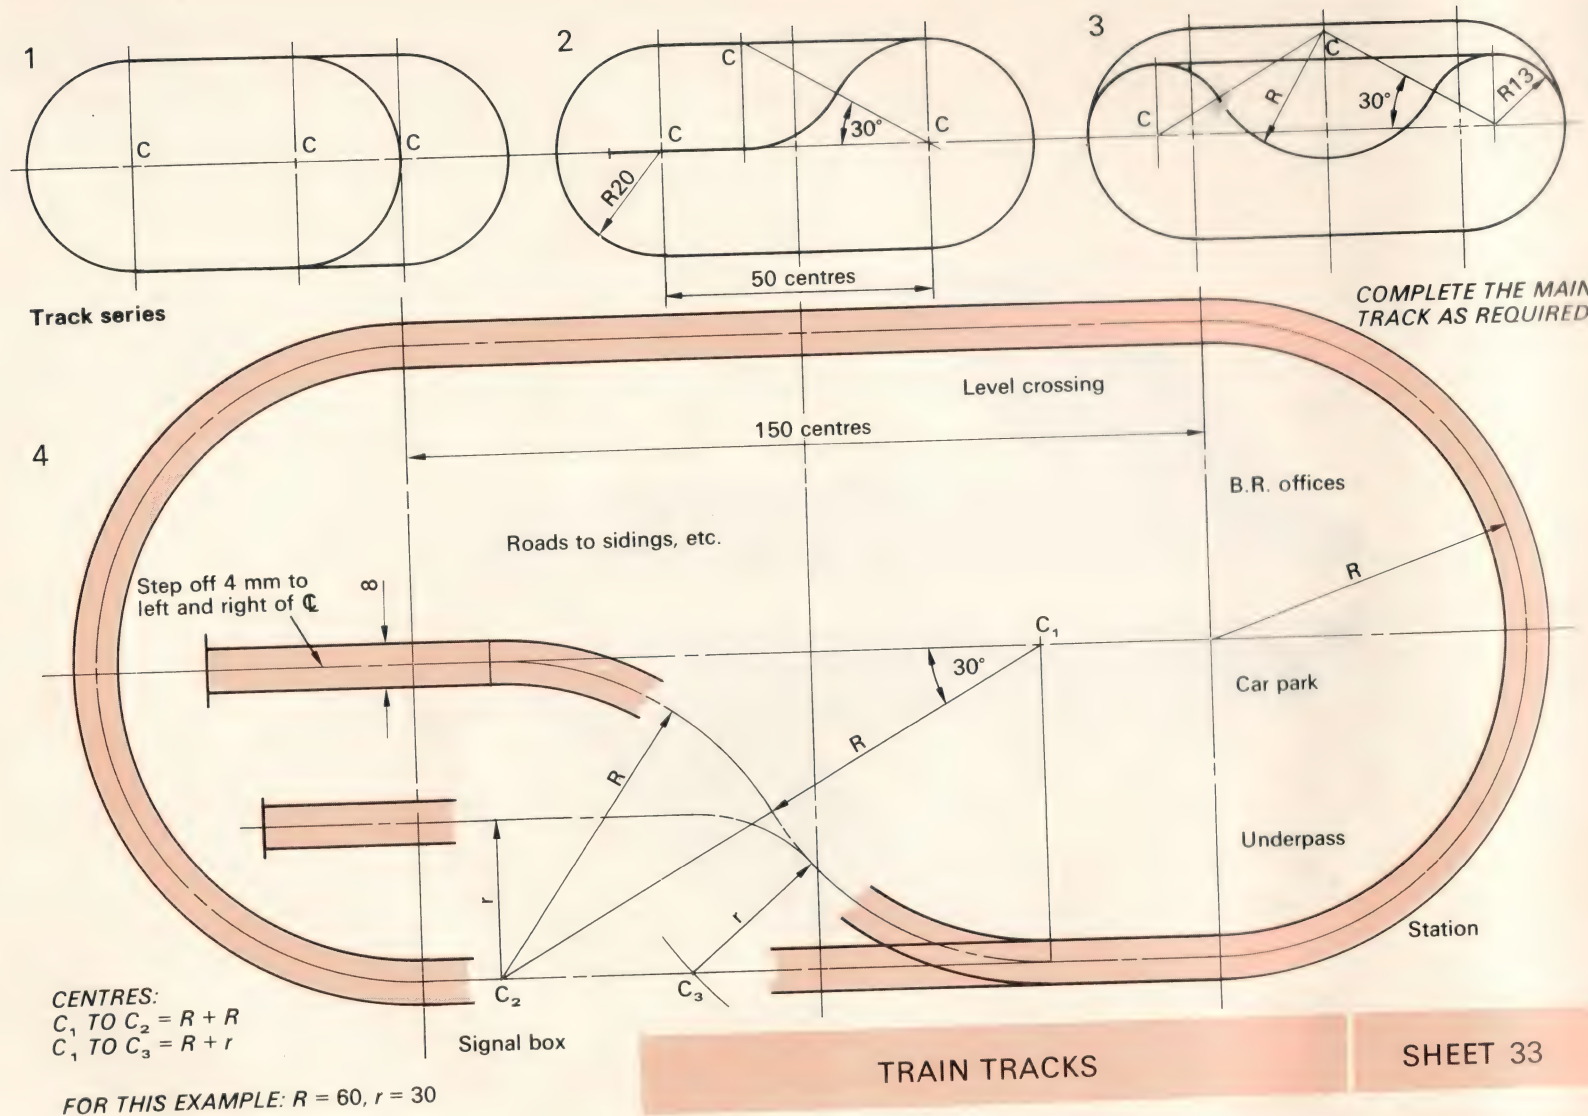 1
C
C
C
2
C
C
C
30°
R20
50 centres
3
C
C
R
30°
R13
Track series
COMPLETE THE MAIN
TRACK AS REQUIRED
4
Level crossing
150 centres
B.R. offices
Roads to sidings, etc.
R
Step off 4 mm to
left and right of ℄
8
C₁
30°
Car park
R
R
Underpass
r
r
Station
C₂
C₃
CENTRES:
C₁ TO C₂ = R + R
C₁ TO C₃ = R + r
Signal box
TRAIN TRACKS
SHEET 33
FOR THIS EXAMPLE: R = 60, r = 30